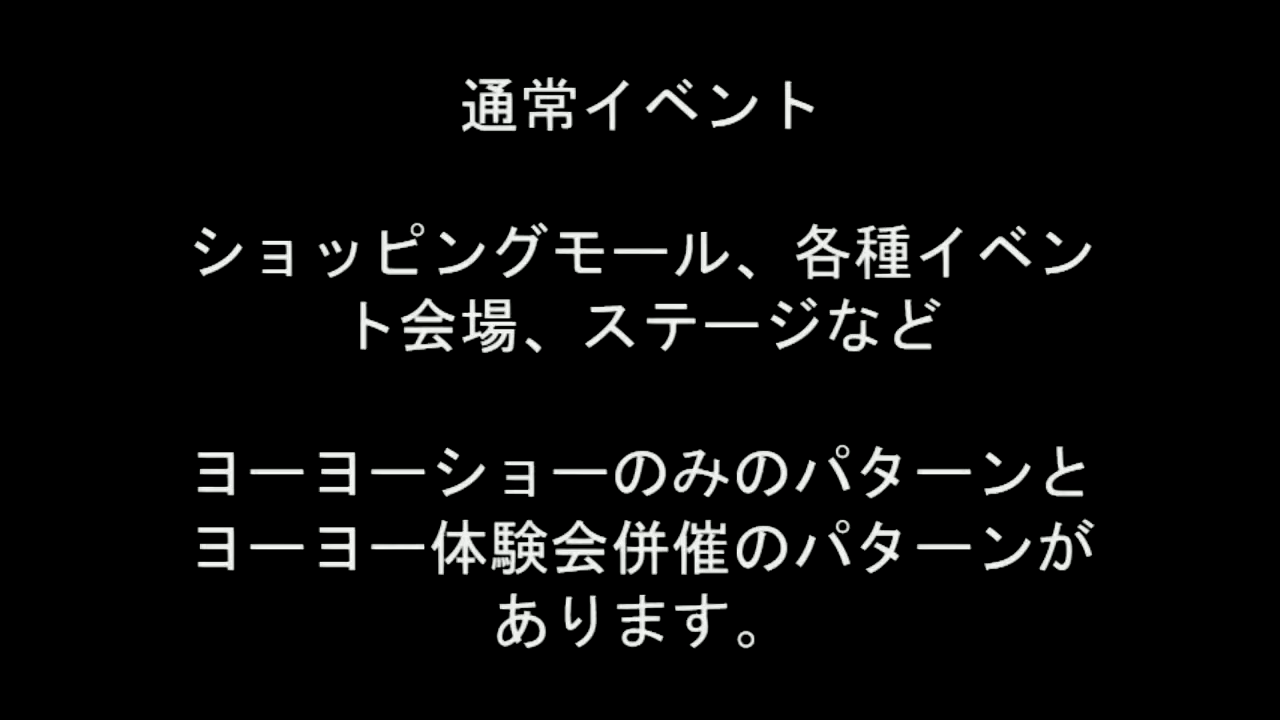 通常イベント
ショッピングモール、各種イベン
ト会場、ステージなど
ヨーヨーショーのみのパターンと
ヨーヨー体験会併催のパターンが
あります。